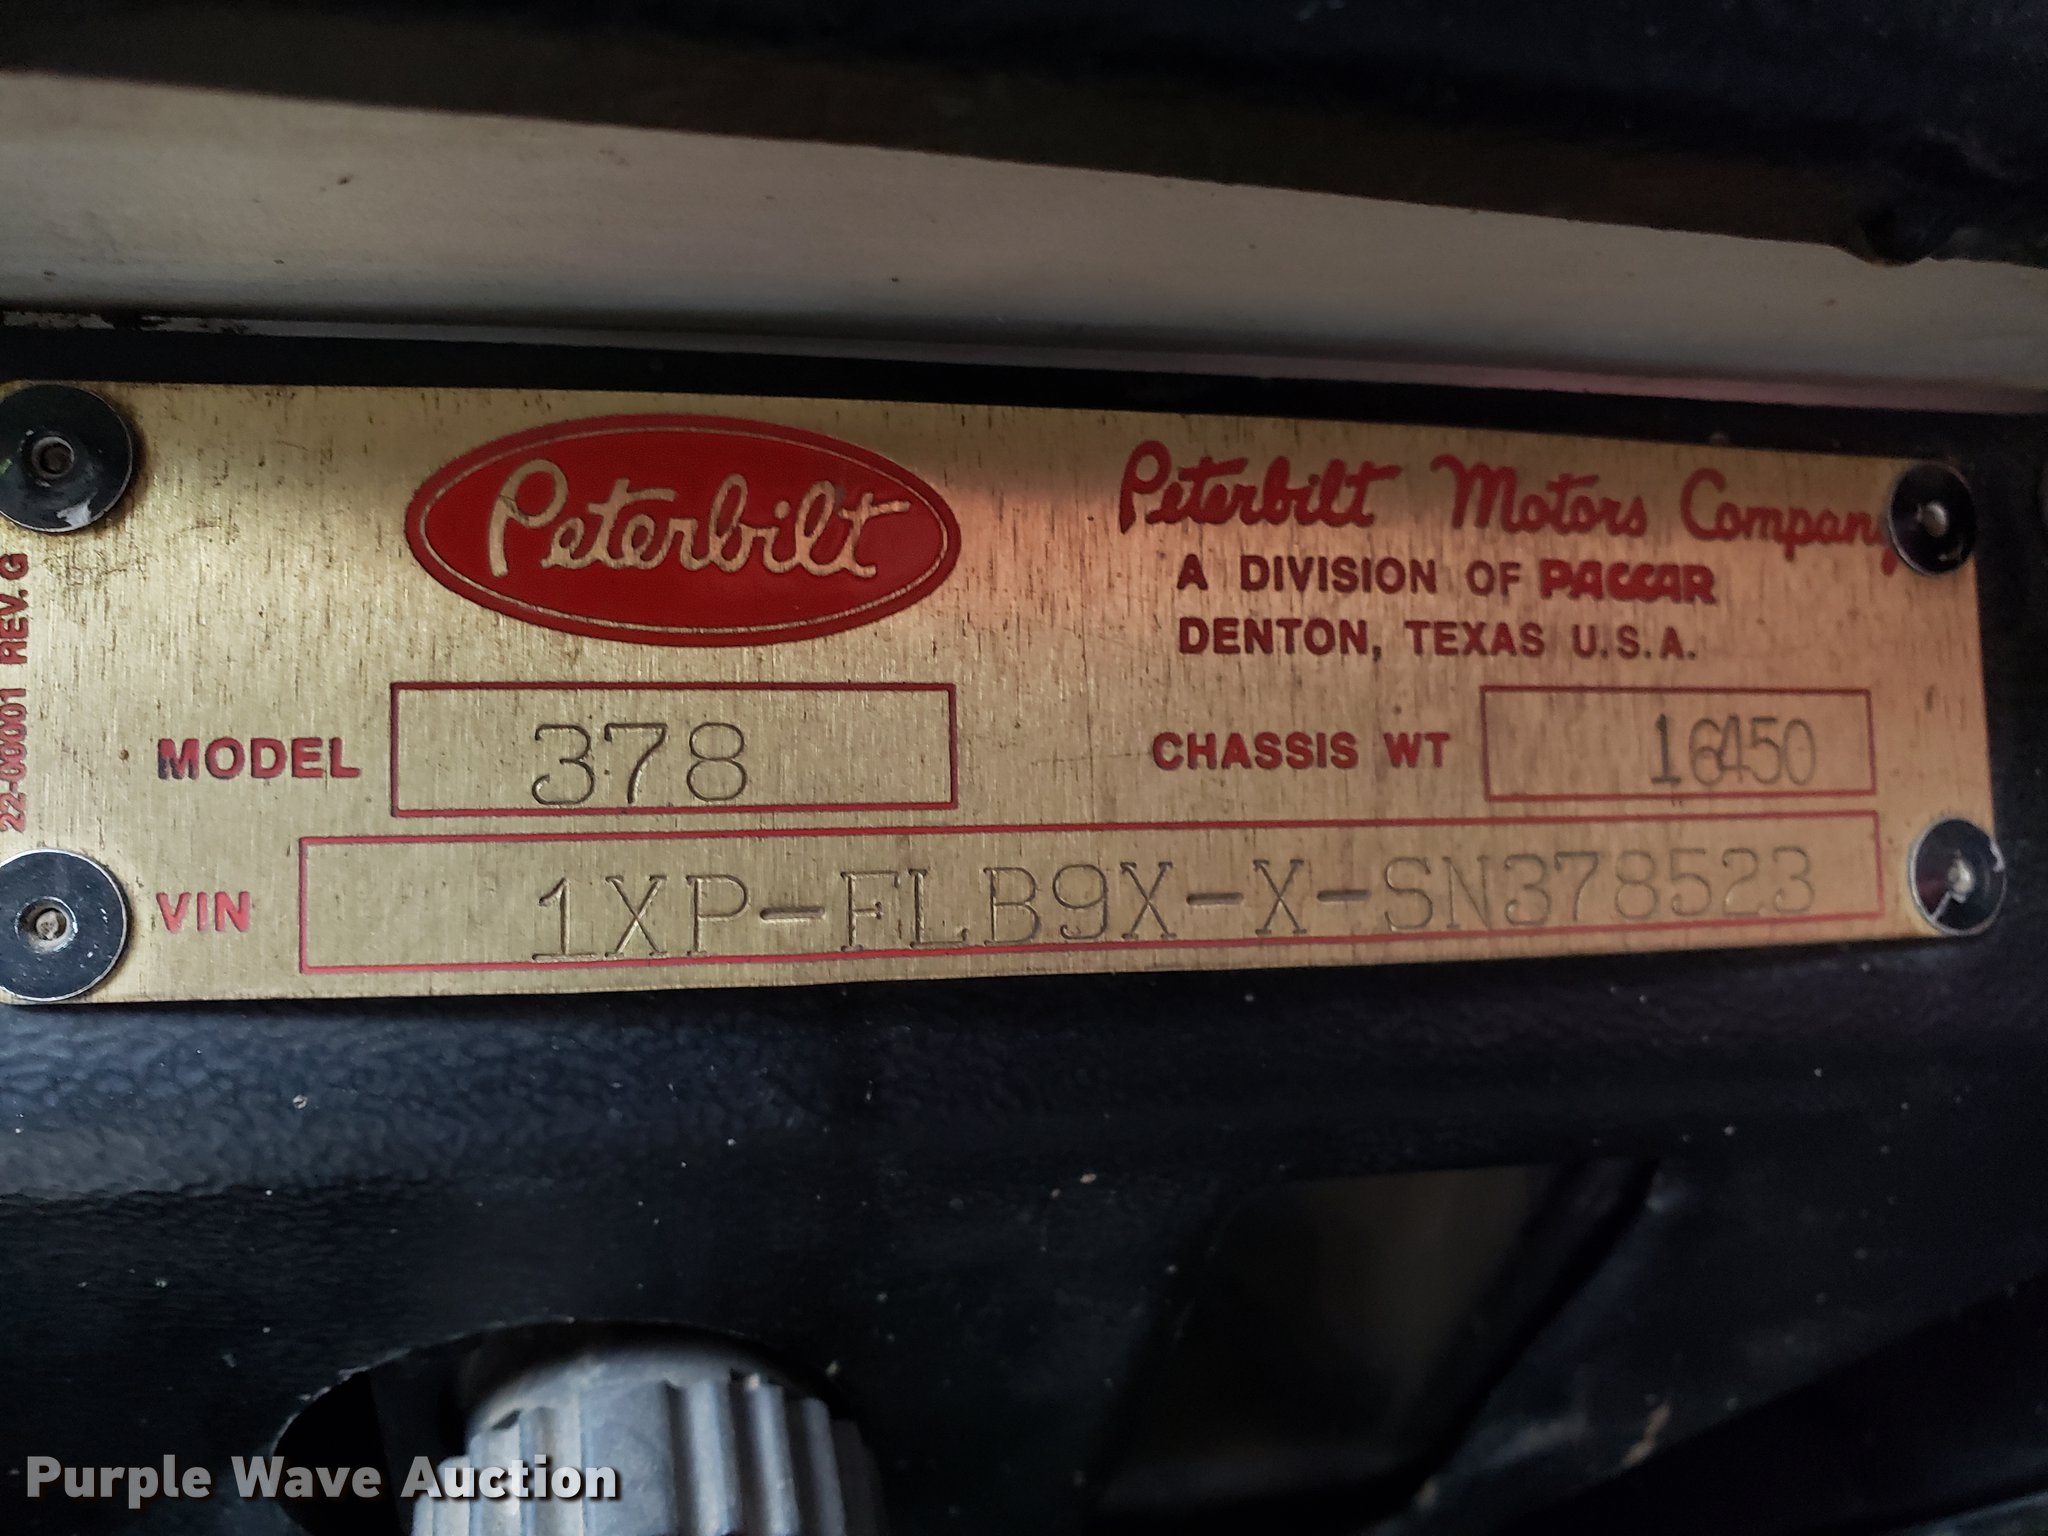 Peterbilt
Peterbilt Motors Company
A DIVISION OF PACCAR
DENTON, TEXAS U.S.A.
MODEL 378
CHASSIS WT 16450
VIN 1XP-FLB9X-X-SN378523
22-00001 REV. G
Purple Wave Auction